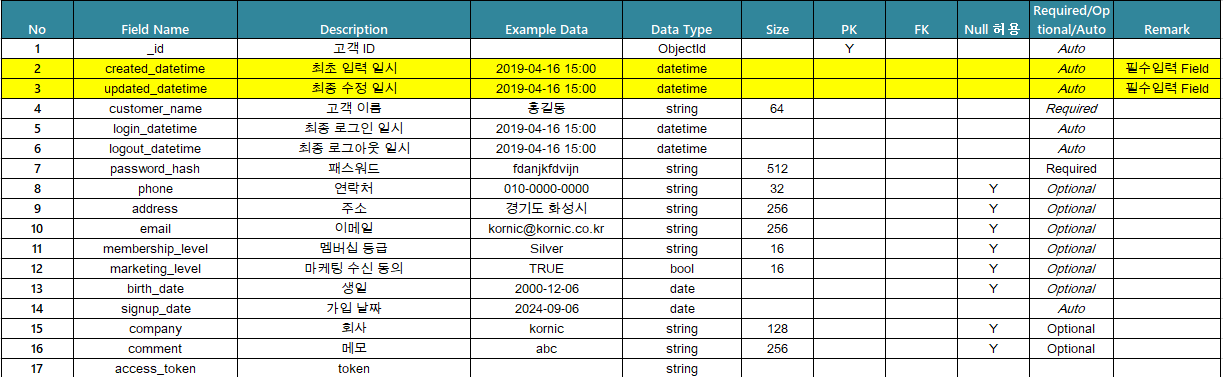 No Field Name Description Example Data Data Type Size PK FK Null 허용 Required/Op tional/Auto Remark
1 _id 고객 ID ObjectId Y Auto
2 created_datetime 최초 입력 일시 2019-04-16 15:00 datetime Auto 필수입력 Field
3 updated_datetime 최종 수정 일시 2019-04-16 15:00 datetime Auto 필수입력 Field
4 customer_name 고객 이름 홍길동 string 64 Required
5 login_datetime 최종 로그인 일시 2019-04-16 15:00 datetime Auto
6 logout_datetime 최종 로그아웃 일시 2019-04-16 15:00 datetime Auto
7 password_hash 패스워드 fdanjkfdvijn string 512 Required
8 phone 연락처 010-0000-0000 string 32 Y Optional
9 address 주소 경기도 화성시 string 256 Y Optional
10 email 이메일 kornic@kornic.co.kr string 256 Y Optional
11 membership_level 멤버십 등급 Silver string 16 Y Optional
12 marketing_level 마케팅 수신 동의 TRUE bool 16 Y Optional
13 birth_date 생일 2000-12-06 date Y Optional
14 signup_date 가입 날짜 2024-09-06 date Auto
15 company 회사 kornic string 128 Y Optional
16 comment 메모 abc string 256 Y Optional
17 access_token token string